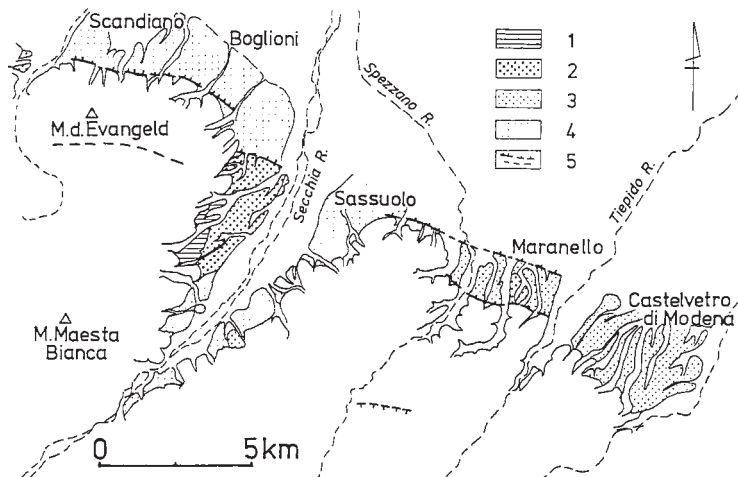 Scandiano
Boglioni
M.d.Evangeld
Secchia R.
Spezzano R.
Sassuolo
Maranello
Tiepido R.
Castelvetro
di Modena
M.Maesta
Bianca
1
2
3
4
5
0 5km